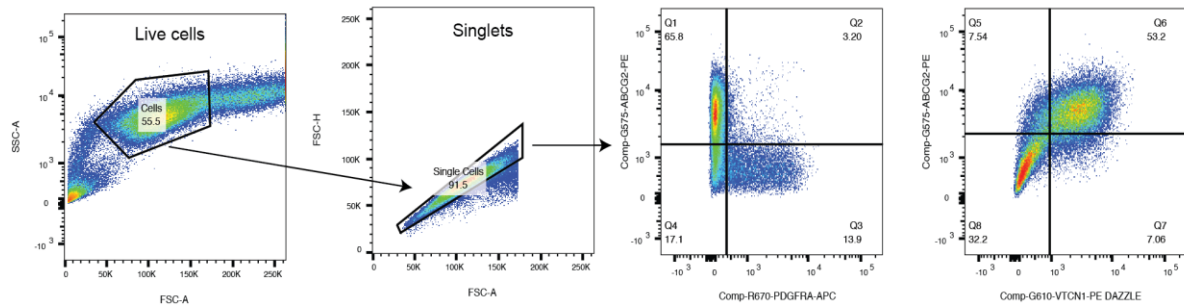 Live cells
SSC-A
10^5
10^4
10^3
0
-10^3
Cells
55.5
0 50K 100K 150K 200K 250K
FSC-A
Singlets
FSC-H
250K
200K
150K
100K
50K
0
Single Cells
91.5
0 50K 100K 150K 200K 250K
FSC-A
Comp-G575-ABCG2-PE
10^5
10^4
10^3
0
-10^3
Q1
65.8
Q2
3.20
Q4
17.1
Q3
13.9
-10^3 0 10^3 10^4 10^5
Comp-R670-PDGFRA-APC
Comp-G575-ABCG2-PE
10^5
10^4
10^3
0
-10^3
Q5
7.54
Q6
53.2
Q8
32.2
Q7
7.06
-10^3 0 10^3 10^4 10^5
Comp-G610-VTCN1-PE DAZZLE